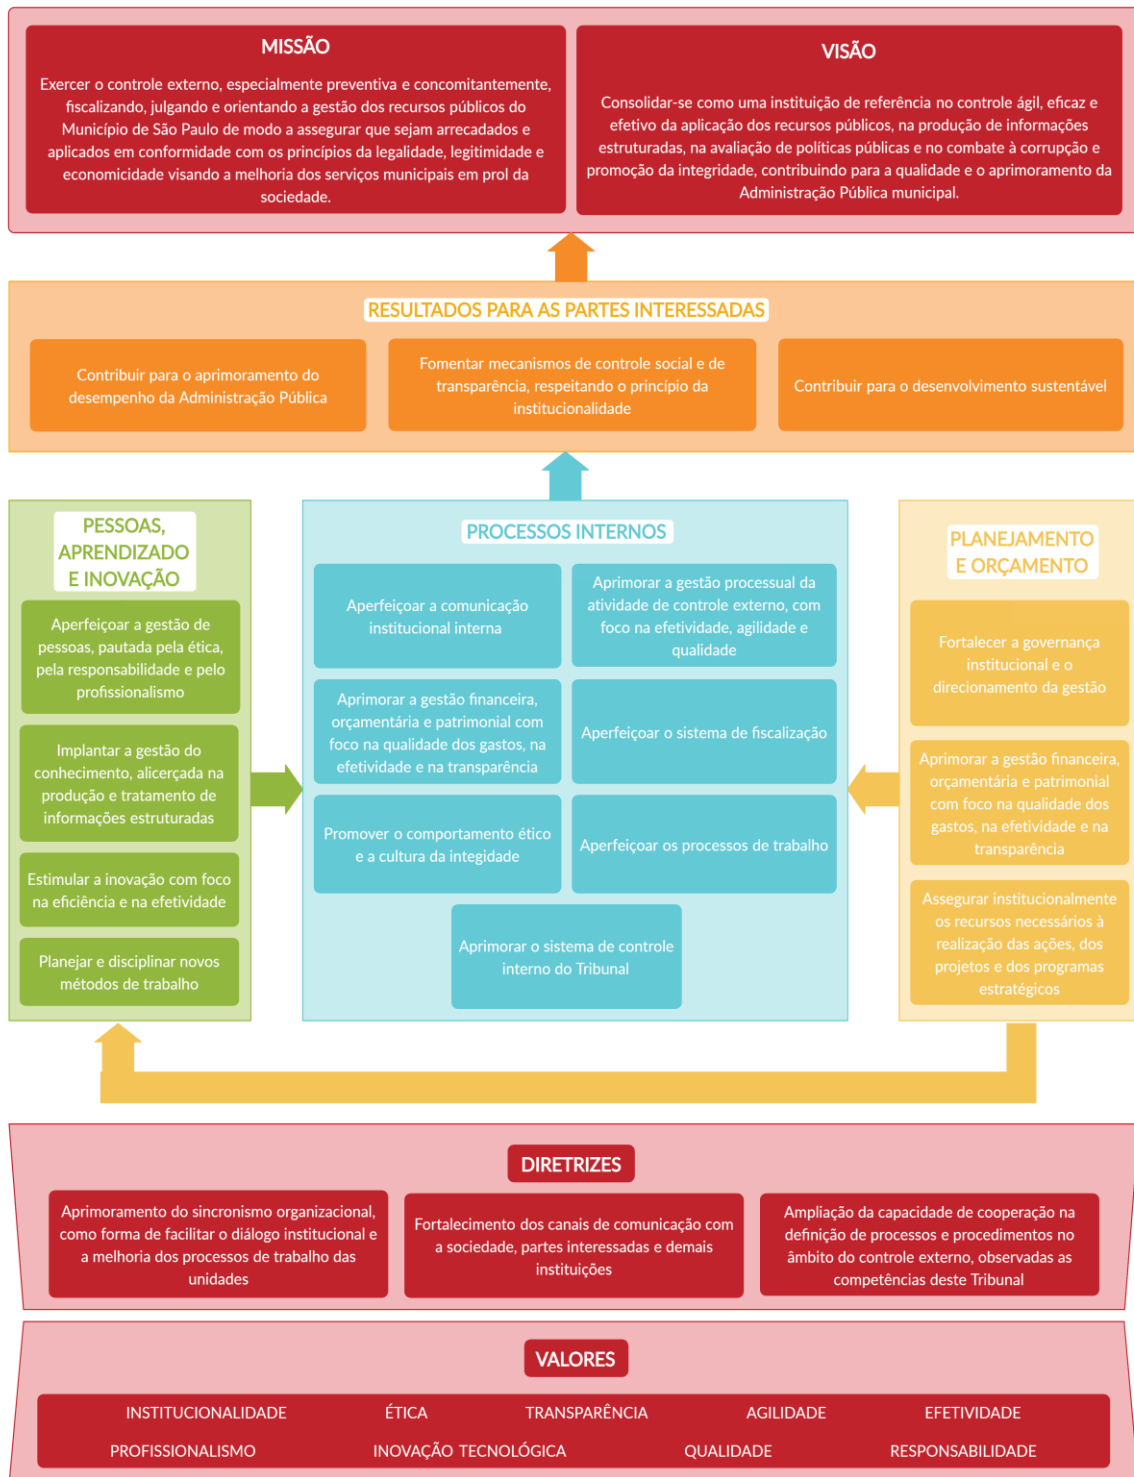 MISSÃO
Exercer o controle externo, especialmente preventiva e concomitantemente,
fiscalizando, julgando e orientando a gestão dos recursos públicos do
Município de São Paulo de modo a assegurar que sejam arrecadados e
aplicados em conformidade com os princípios da legalidade, legitimidade e
economicidade visando a melhoria dos serviços municipais em prol da
sociedade.
VISÃO
Consolidar-se como uma instituição de referência no controle ágil, eficaz e
efetivo da aplicação dos recursos públicos, na produção de informações
estruturadas, na avaliação de políticas públicas e no combate à corrupção e
promoção da integridade, contribuindo para a qualidade e o aprimoramento da
Administração Pública municipal.
RESULTADOS PARA AS PARTES INTERESSADAS
Contribuir para o aprimoramento do
desempenho da Administração Pública
Fomentar mecanismos de controle social e de
transparência, respeitando o princípio da
institucionalidade
Contribuir para o desenvolvimento sustentável
PESSOAS,
APRENDIZADO
E INOVAÇÃO
Aperfeiçoar a gestão de
pessoas, pautada pela ética,
pela responsabilidade e pelo
profissionalismo
Implantar a gestão do
conhecimento, alicerçada na
produção e tratamento de
informações estruturadas
Estimular a inovação com foco
na eficiência e na efetividade
Planejar e disciplinar novos
métodos de trabalho
PROCESSOS INTERNOS
Aperfeiçoar a comunicação
institucional interna
Aprimorar a gestão processual da
atividade de controle externo, com
foco na efetividade, agilidade e
qualidade
Aprimorar a gestão financeira,
orçamentária e patrimonial com
foco na qualidade dos gastos, na
efetividade e na transparência
Aperfeiçoar o sistema de fiscalização
Promover o comportamento ético
e a cultura da integidade
Aperfeiçoar os processos de trabalho
Aprimorar o sistema de controle
interno do Tribunal
PLANEJAMENTO
E ORÇAMENTO
Fortalecer a governança
institucional e o
direcionamento da gestão
Aprimorar a gestão financeira,
orçamentária e patrimonial
com foco na qualidade dos
gastos, na efetividade e na
transparência
Assegurar institucionalmente
os recursos necessários à
realização das ações, dos
projetos e dos programas
estratégicos
DIRETRIZES
Aprimoramento do sincronismo organizacional,
como forma de facilitar o diálogo institucional e
a melhoria dos processos de trabalho das
unidades
Fortalecimento dos canais de comunicação com
a sociedade, partes interessadas e demais
instituições
Ampliação da capacidade de cooperação na
definição de processos e procedimentos no
âmbito do controle externo, observadas as
competências deste Tribunal
VALORES
INSTITUCIONALIDADE ÉTICA TRANSPARÊNCIA AGILIDADE EFETIVIDADE
PROFISSIONALISMO INOVAÇÃO TECNOLÓGICA QUALIDADE RESPONSABILIDADE